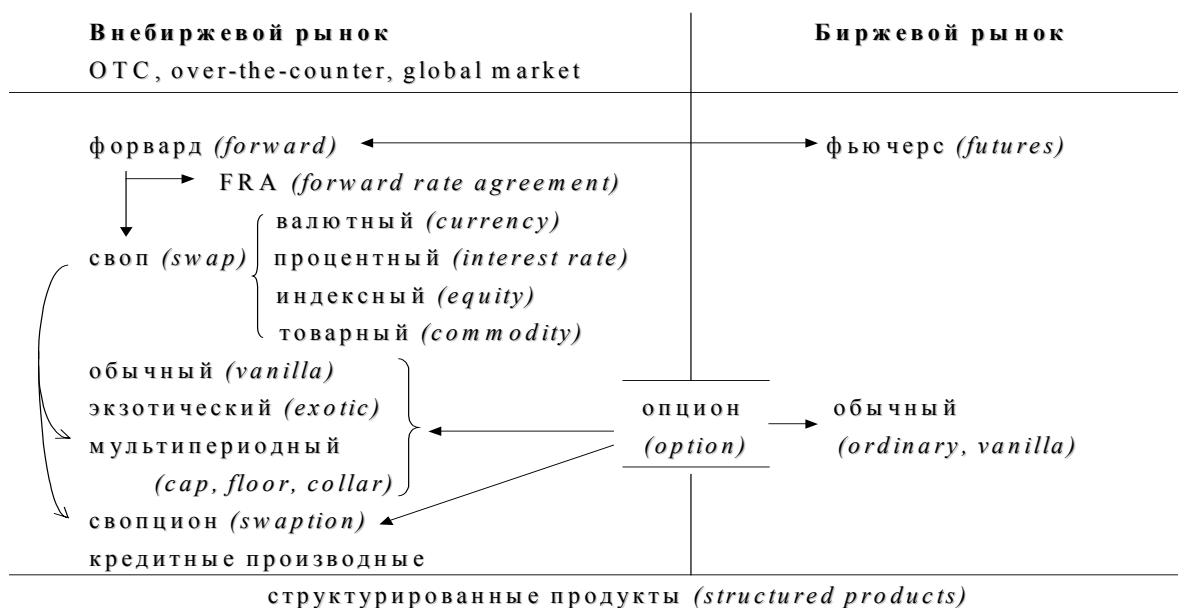 Внебиржевой рынок
OTC, over-the-counter, global market
Биржевой рынок
форвард (forward)
фьючерс (futures)
FRA (forward rate agreement)
валютный (currency)
своп (swap)
процентный (interest rate)
индексный (equity)
товарный (commodity)
обычный (vanilla)
экзотический (exotic)
мультипериодный
(cap, floor, collar)
свопцион (swaption)
кредитные производные
опцион
(option)
обычный
(ordinary, vanilla)
структурированные продукты (structured products)